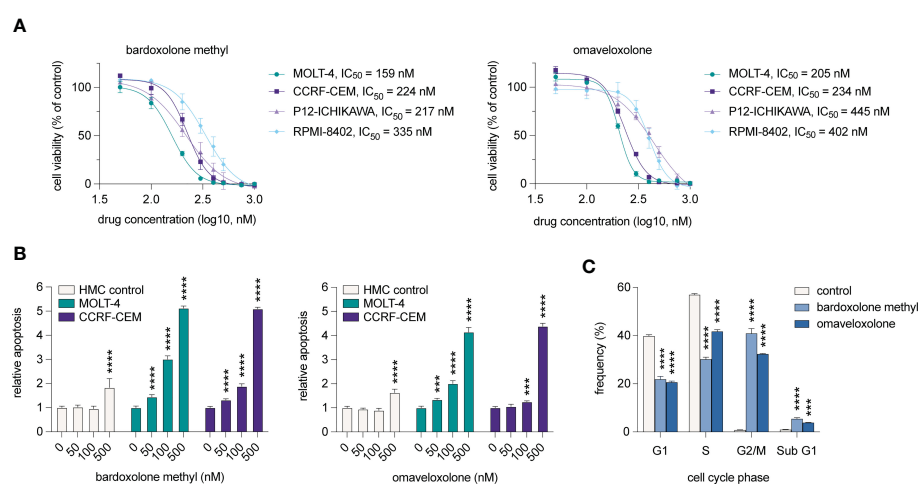 A
bardoxolone methyl
cell viability (% of control)
100
50
0
1.5
2.0
2.5
3.0
drug concentration (log10, nM)
MOLT-4, IC50 = 159 nM
CCRF-CEM, IC50 = 224 nM
P12-ICHIKAWA, IC50 = 217 nM
RPMI-8402, IC50 = 335 nM
omaveloxolone
cell viability (% of control)
100
50
0
1.5
2.0
2.5
3.0
drug concentration (log10, nM)
MOLT-4, IC50 = 205 nM
CCRF-CEM, IC50 = 234 nM
P12-ICHIKAWA, IC50 = 445 nM
RPMI-8402, IC50 = 402 nM
B
relative apoptosis
6
5
4
3
2
1
0
HMC control
MOLT-4
CCRF-CEM
****
****
****
****
****
****
****
0
50
100
500
0
50
100
500
0
50
100
500
bardoxolone methyl (nM)
relative apoptosis
6
5
4
3
2
1
0
HMC control
MOLT-4
CCRF-CEM
****
***
****
****
***
****
0
50
100
500
0
50
100
500
0
50
100
500
omaveloxolone (nM)
C
control
bardoxolone methyl
omaveloxolone
frequency (%)
60
40
20
0
****
****
****
****
****
****
****
***
G1
S
G2/M
Sub G1
cell cycle phase